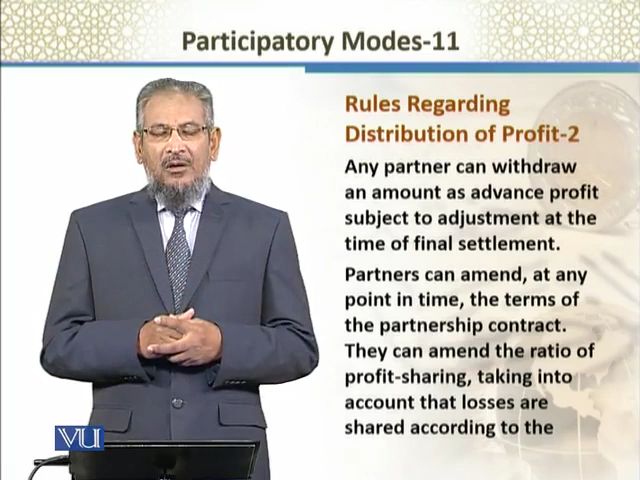 Participatory Modes-11
Rules Regarding
Distribution of Profit-2
Any partner can withdraw
an amount as advance profit
subject to adjustment at the
time of final settlement.
Partners can amend, at any
point in time, the terms of
the partnership contract.
They can amend the ratio of
profit-sharing, taking into
account that losses are
shared according to the
VU